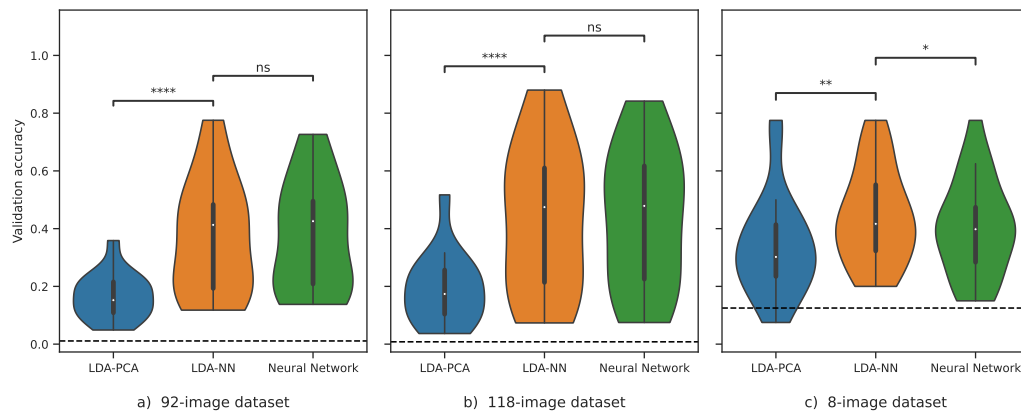 Validation accuracy
1.0
0.8
0.6
0.4
0.2
0.0
****
ns
LDA-PCA
LDA-NN
Neural Network
a) 92-image dataset
****
ns
LDA-PCA
LDA-NN
Neural Network
b) 118-image dataset
**
*
LDA-PCA
LDA-NN
Neural Network
c) 8-image dataset